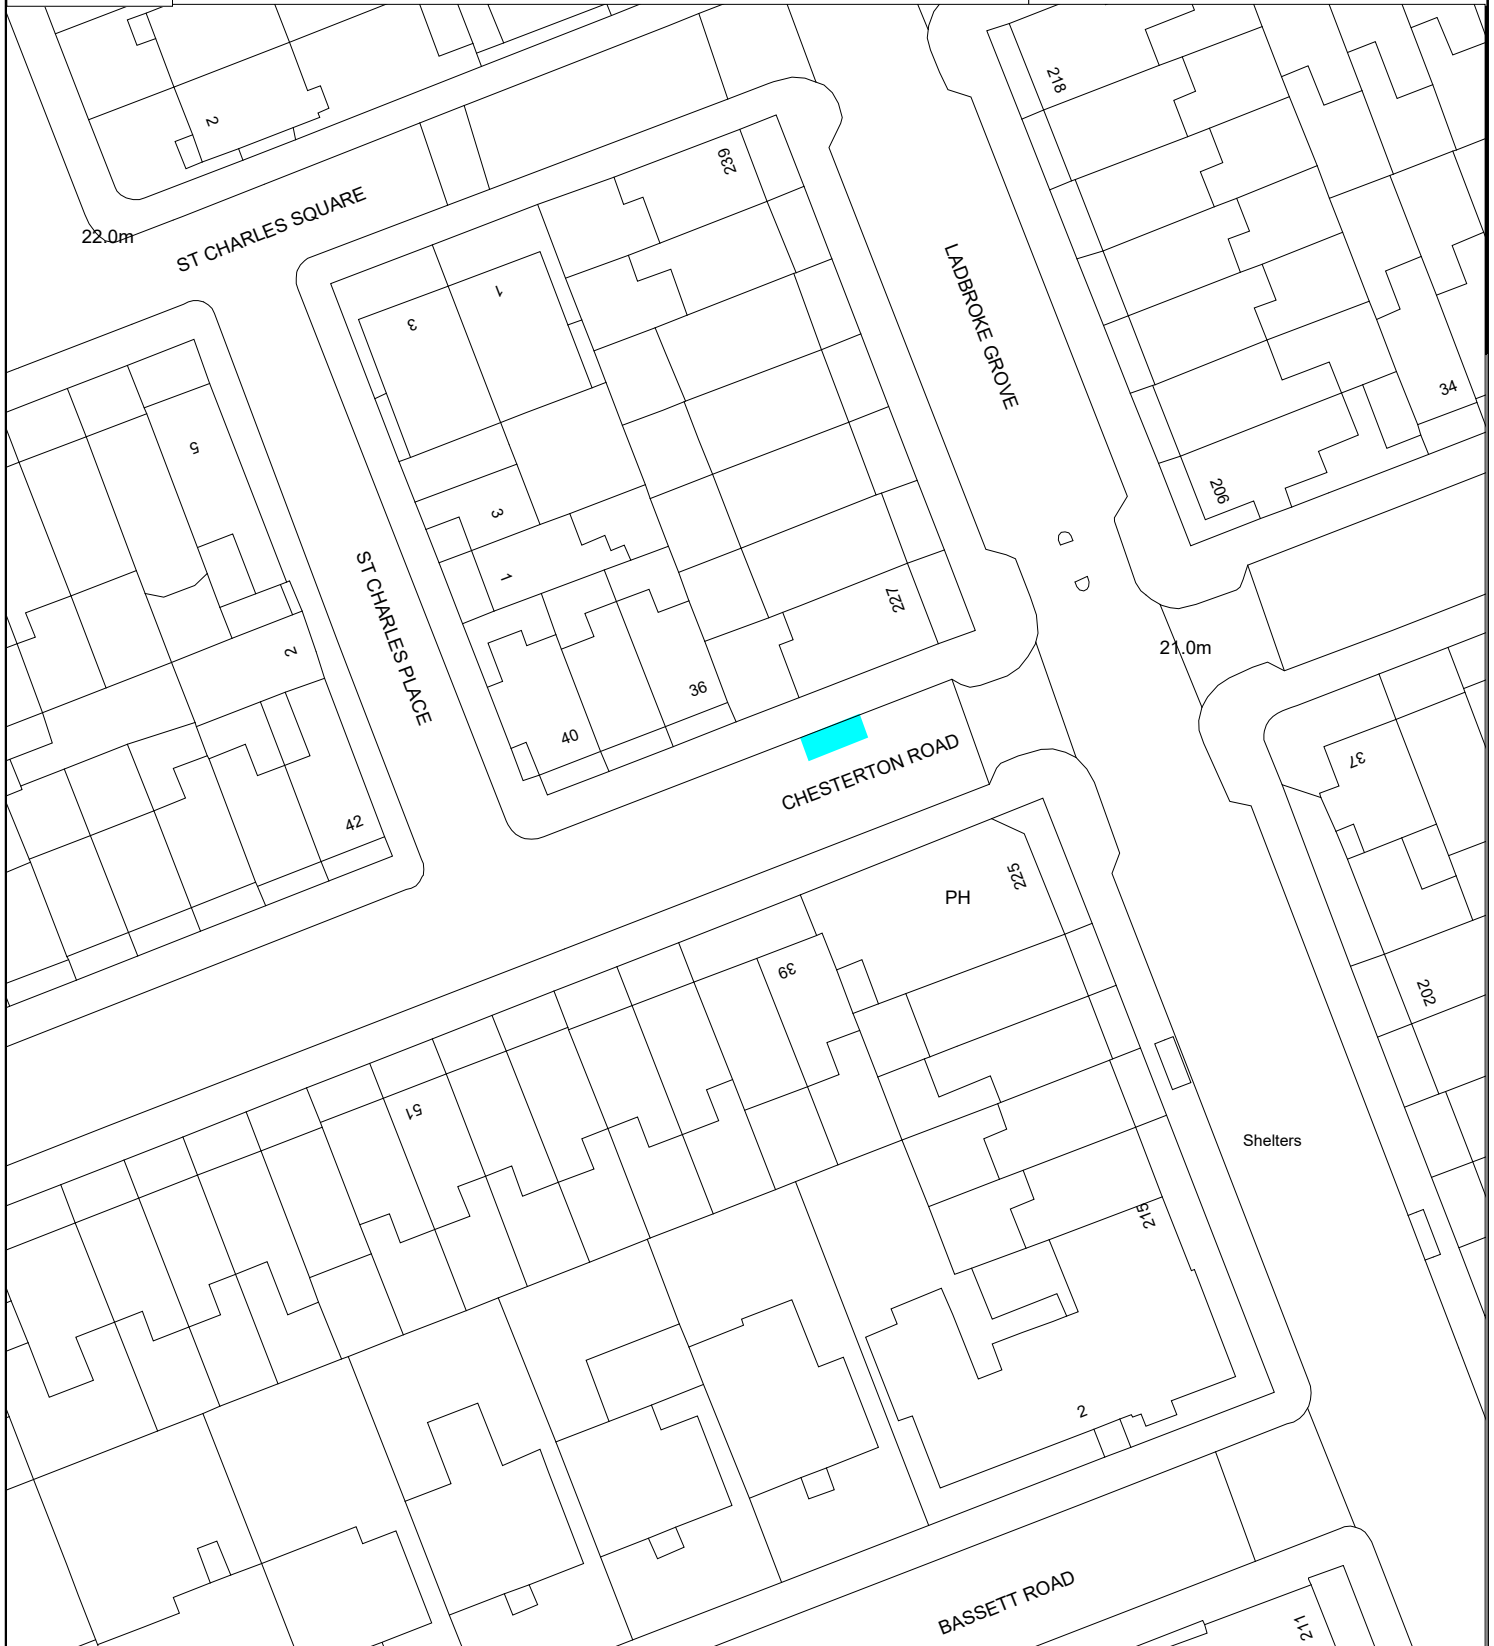 218
2
239
ST CHARLES SQUARE
22.0m
LADBROKE GROVE
1
3
34
5
206
3
ST CHARLES PLACE
1
227
2
21.0m
36
40
CHESTERTON ROAD
37
42
225
PH
39
202
51
Shelters
215
2
BASSETT ROAD
211